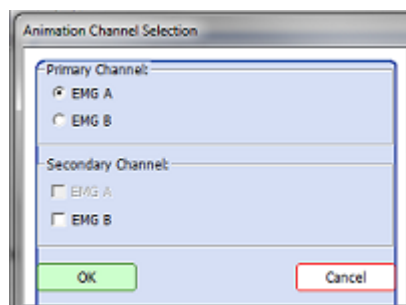 Animation Channel Selection
Primary Channel:
EMG A
EMG B
Secondary Channel:
EMG A
EMG B
OK Cancel